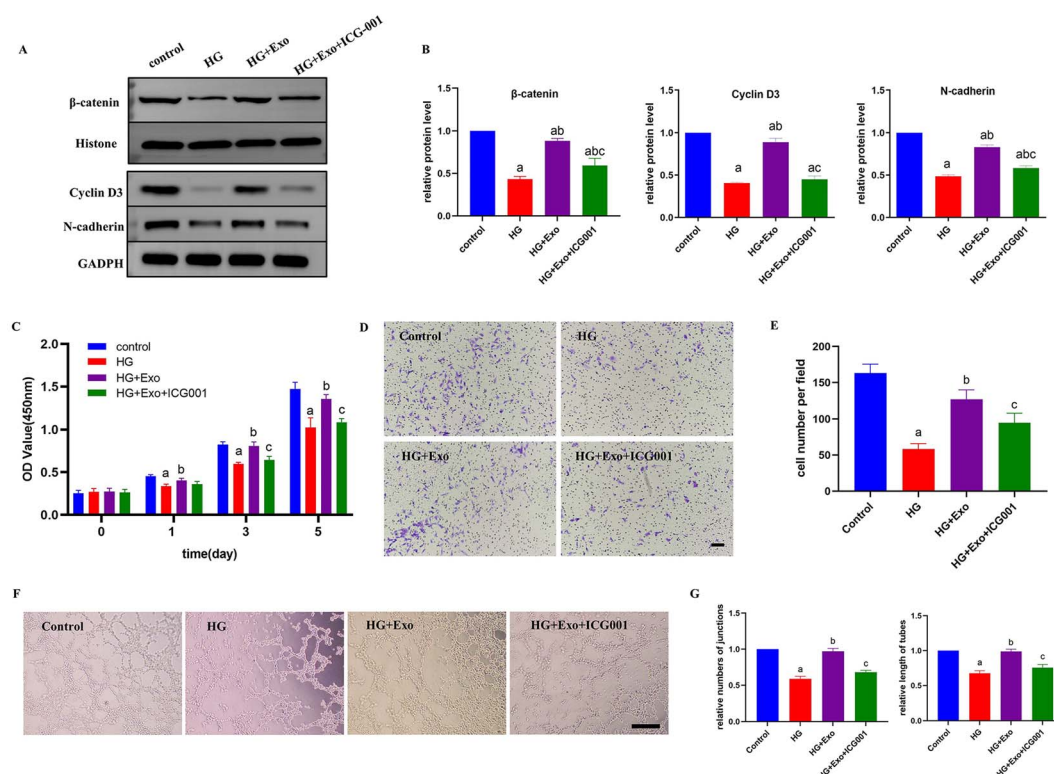 A
control
HG
HG+Exo
HG+Exo+ICG-001
β-catenin
Histone
Cyclin D3
N-cadherin
GADPH
B
β-catenin
relative protein level
1.5
1.0
0.5
0.0
a
ab
abc
control
HG
HG+Exo
HG+Exo+ICG001
Cyclin D3
relative protein level
1.5
1.0
0.5
0.0
a
ab
ac
control
HG
HG+Exo
HG+Exo+ICG001
N-cadherin
relative protein level
1.5
1.0
0.5
0.0
a
ab
abc
control
HG
HG+Exo
HG+Exo+ICG001
C
control
HG
HG+Exo
HG+Exo+ICG001
OD Value(450nm)
2.0
1.5
1.0
0.5
0.0
a
b
a
b
c
a
b
c
0
1
3
5
time(day)
D
Control
HG
HG+Exo
HG+Exo+ICG001
E
cell number per field
200
150
100
50
0
a
b
c
Control
HG
HG+Exo
HG+Exo+ICG001
F
Control
HG
HG+Exo
HG+Exo+ICG001
G
relative numbers of junctions
1.5
1.0
0.5
0.0
a
b
c
Control
HG
HG+Exo
HG+Exo+ICG001
relative length of tubes
1.5
1.0
0.5
0.0
a
b
c
Control
HG
HG+Exo
HG+Exo+ICG001